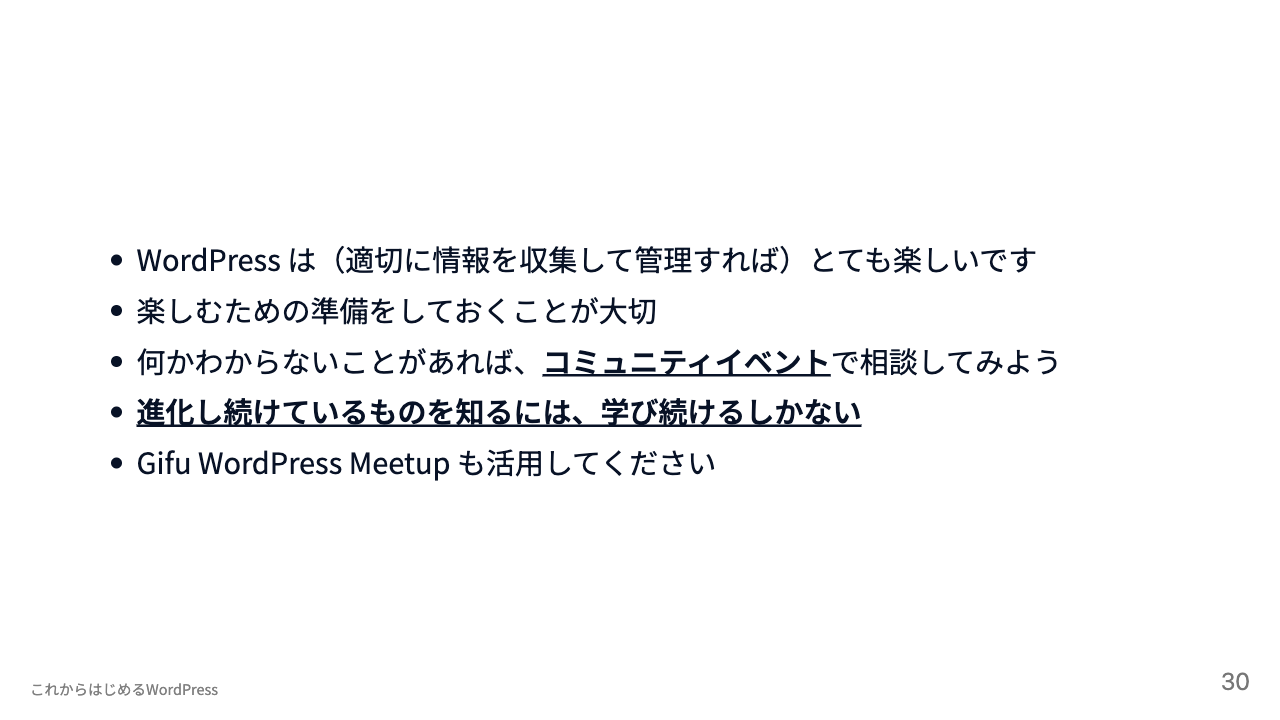 • WordPress は（適切に情報を収集して管理すれば）とても楽しいです
• 楽しむための準備をしておくことが大切
• 何かわからないことがあれば、コミュニティイベントで相談してみよう
• 進化し続けているものを知るには、学び続けるしかない
• Gifu WordPress Meetup も活用してください
これからはじめるWordPress
30